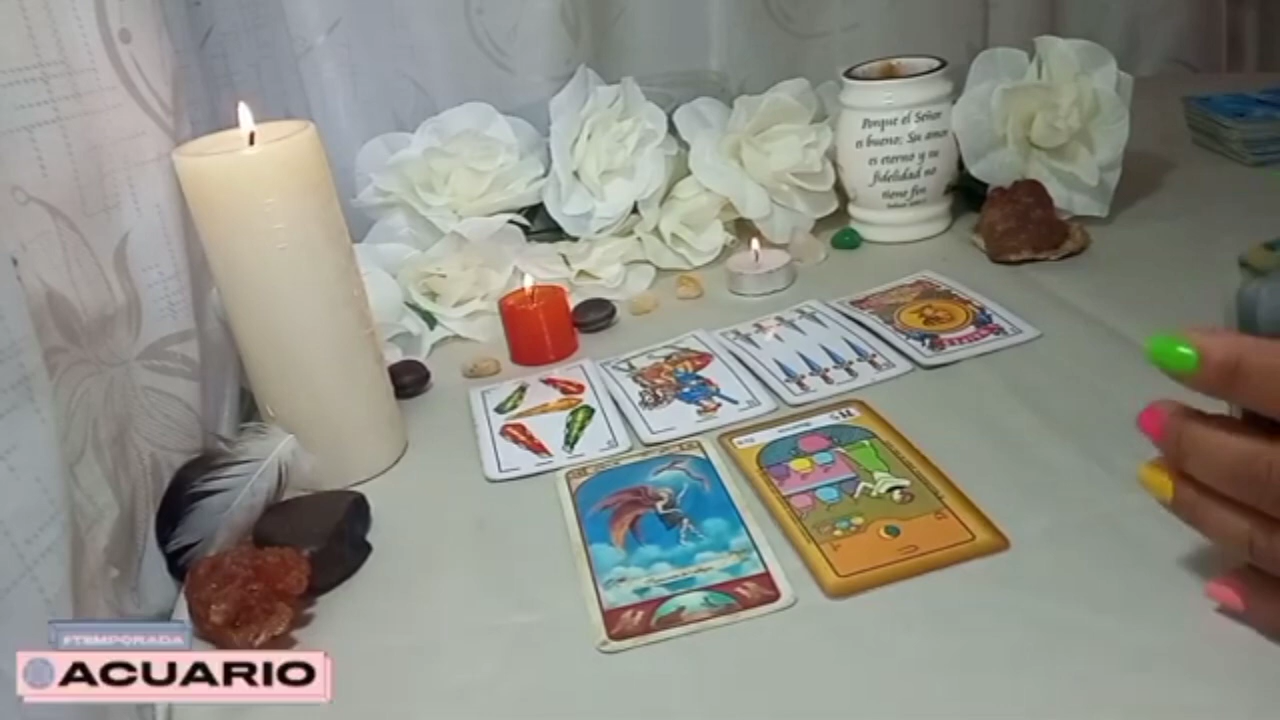 Porque el Señor
es bueno; Su amor
es eterno y su
fidelidad no
tiene fin
#TEMPORADA
ACUARIO